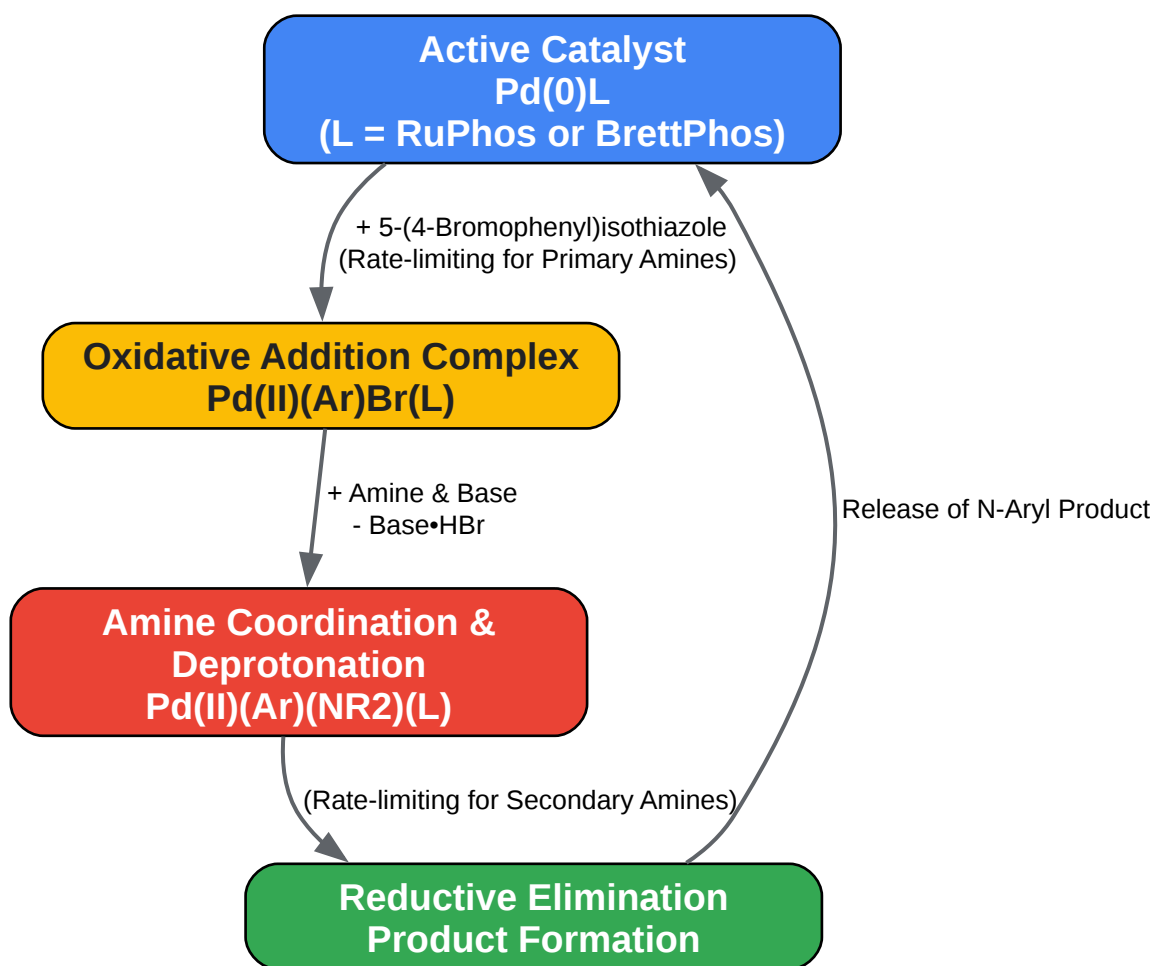 Active Catalyst
Pd(0)L
(L = RuPhos or BrettPhos)
+ 5-(4-Bromophenyl)isothiazole
(Rate-limiting for Primary Amines)
Oxidative Addition Complex
Pd(II)(Ar)Br(L)
+ Amine & Base
- Base•HBr
Release of N-Aryl Product
Amine Coordination &
Deprotonation
Pd(II)(Ar)(NR2)(L)
(Rate-limiting for Secondary Amines)
Reductive Elimination
Product Formation